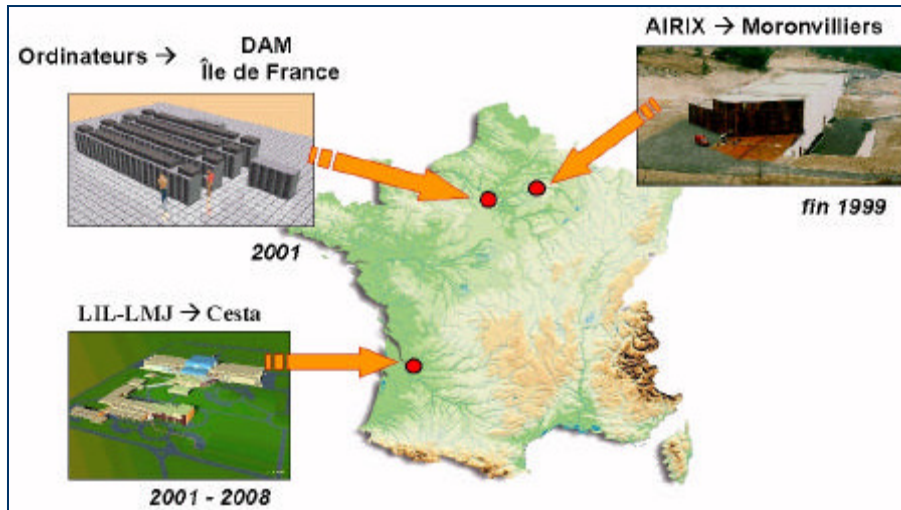 Ordinateurs → DAM
Île de France
2001
AIRIX → Moronvilliers
fin 1999
LIL-LMJ → Cesta
2001 - 2008